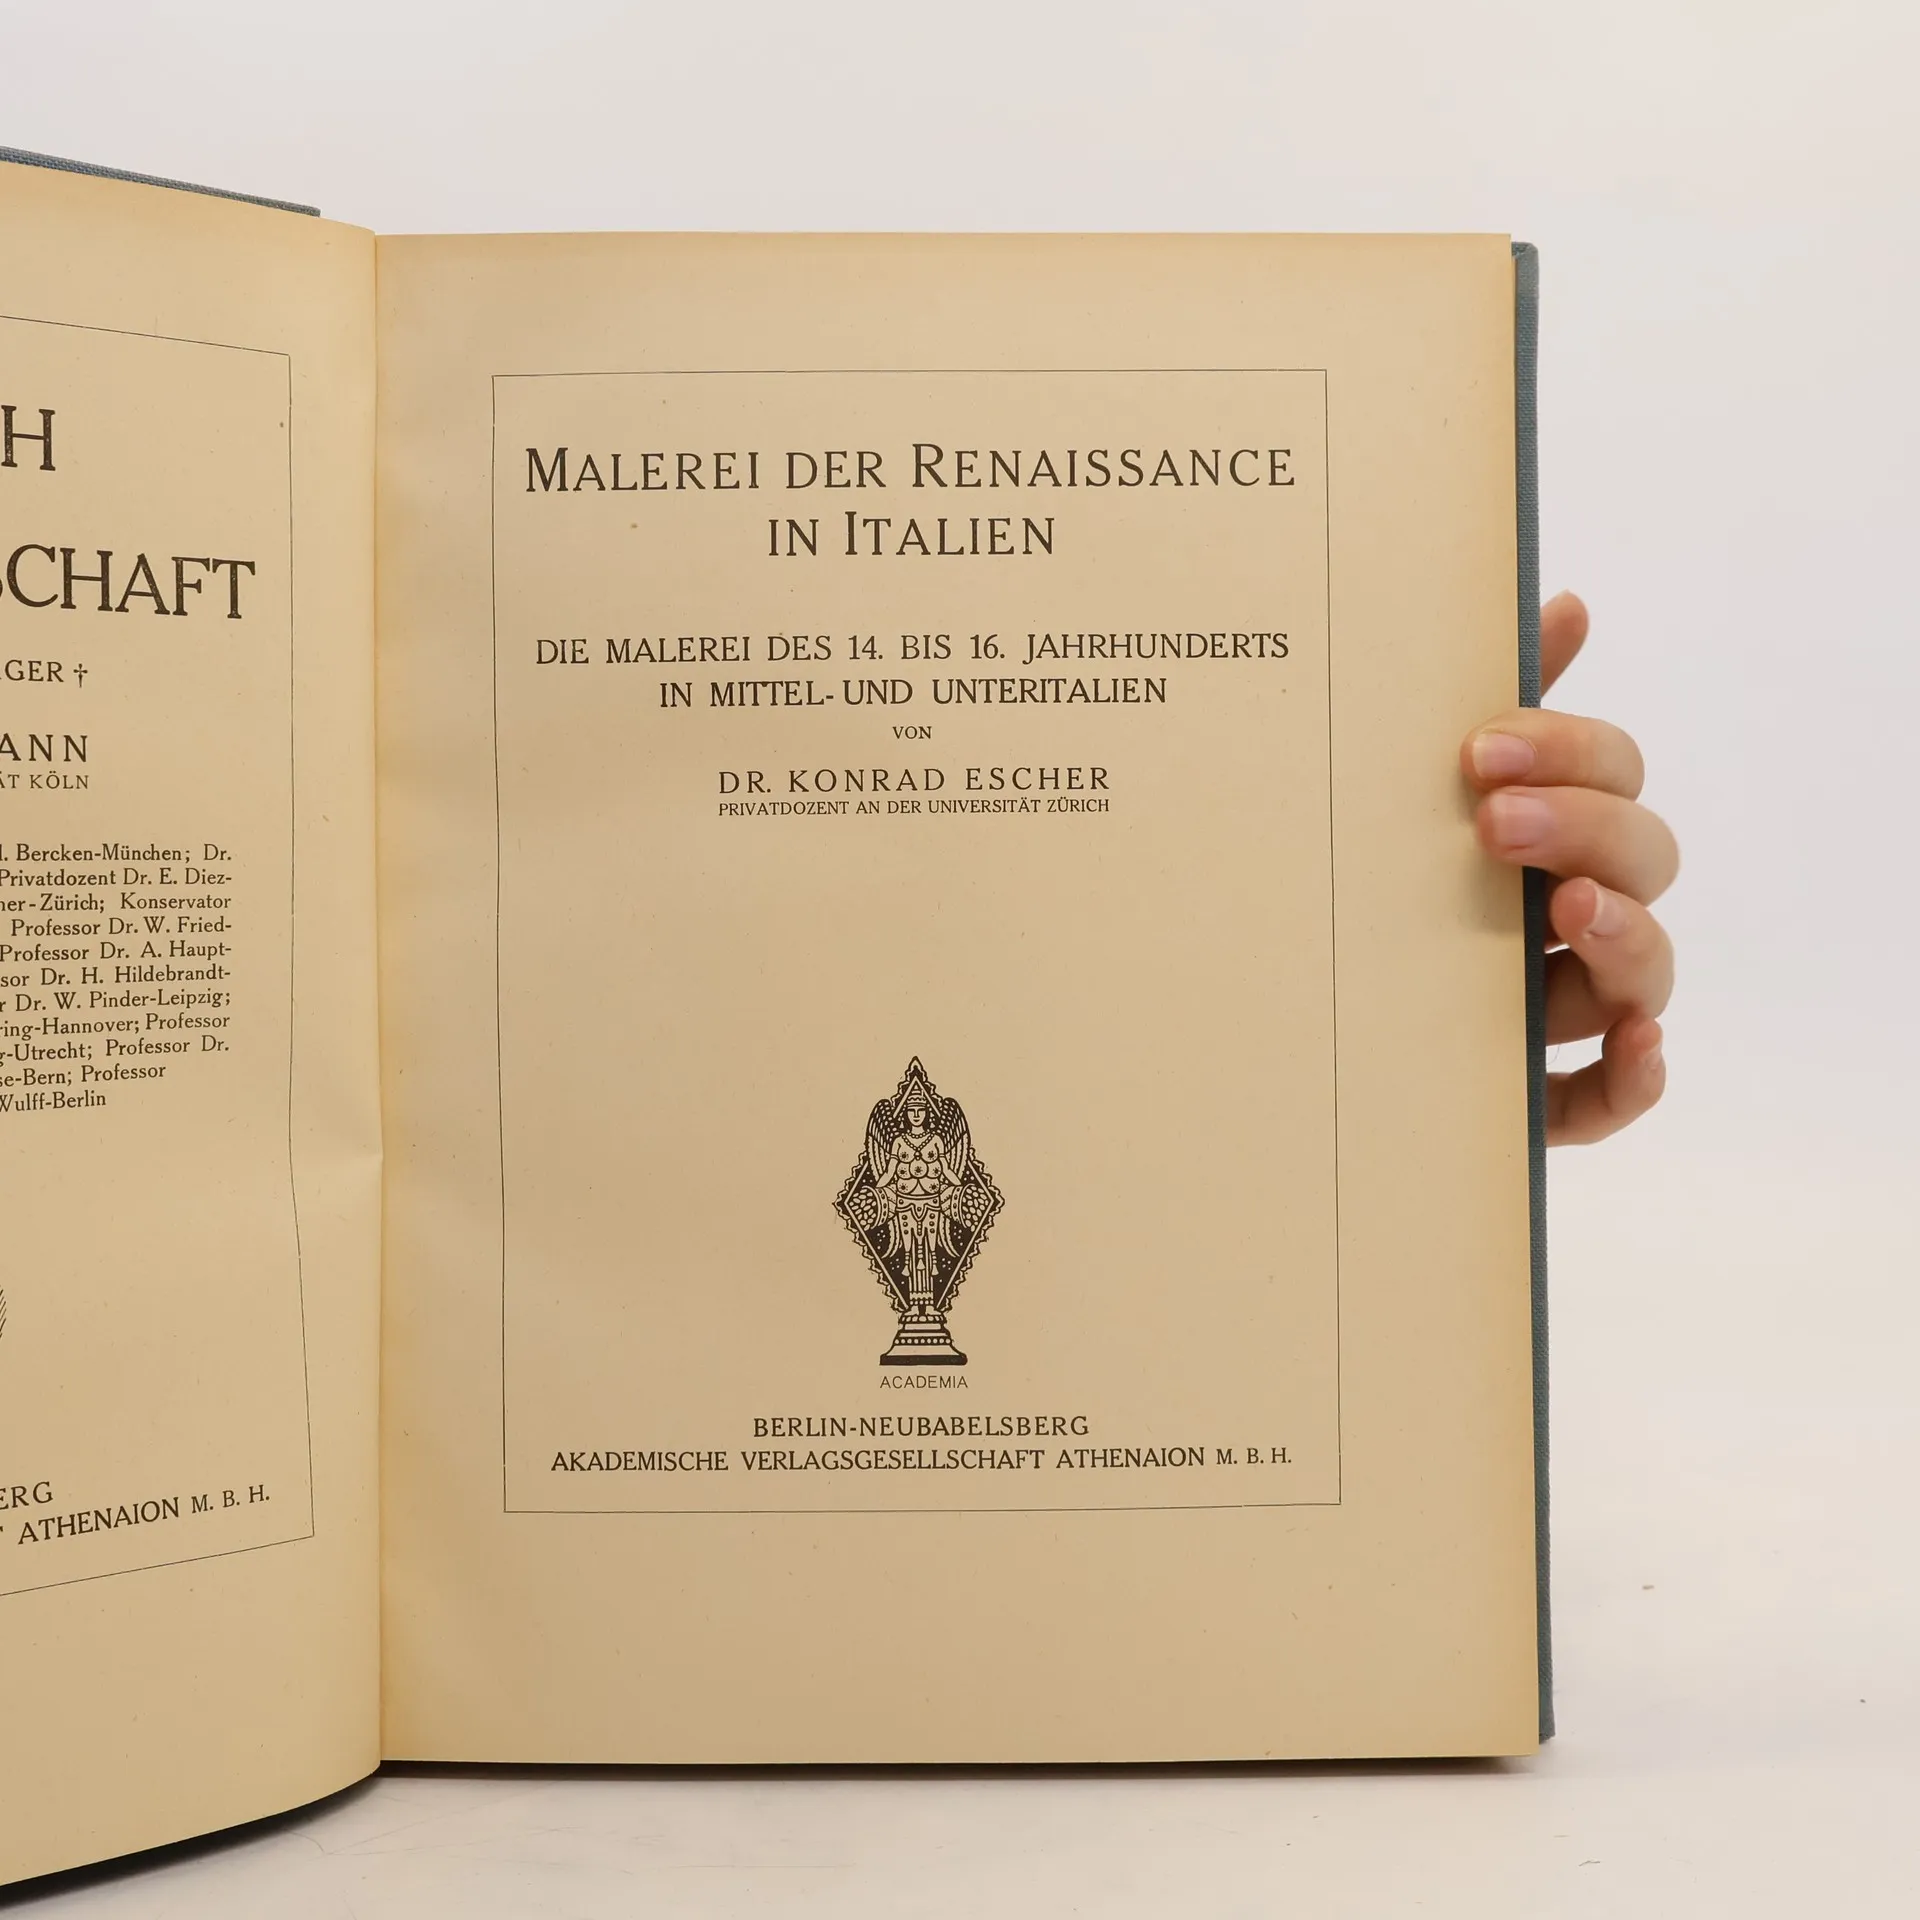 H
SCHAFT
GER †
ANN
ÄT KÖLN
Bercken-München; Dr.
Privatdozent Dr. E. Diez-
ner-Zürich; Konservator
Professor Dr. W. Fried-
Professor Dr. A. Haupt-
sor Dr. H. Hildebrandt-
r Dr. W. Pinder-Leipzig;
ring-Hannover; Professor
g-Utrecht; Professor Dr.
se-Bern; Professor
Wulff-Berlin
ERG
T ATHENAION M. B. H.
MALEREI DER RENAISSANCE
IN ITALIEN
DIE MALEREI DES 14. BIS 16. JAHRHUNDERTS
IN MITTEL- UND UNTERITALIEN
VON
DR. KONRAD ESCHER
PRIVATDOZENT AN DER UNIVERSITÄT ZÜRICH
ACADEMIA
BERLIN-NEUBABELSBERG
AKADEMISCHE VERLAGSGESELLSCHAFT ATHENAION M. B. H.